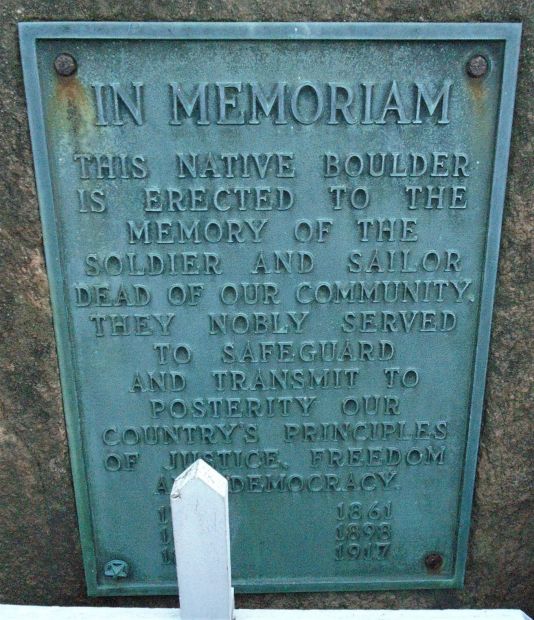 IN MEMORIAM
THIS NATIVE BOULDER
IS ERECTED TO THE
MEMORY OF THE
SOLDIER AND SAILOR
DEAD OF OUR COMMUNITY.
THEY NOBLY SERVED
TO SAFEGUARD
AND TRANSMIT TO
POSTERITY OUR
COUNTRY'S PRINCIPLES
OF JUSTICE, FREEDOM
DEMOCRACY.
1861
1898
1917